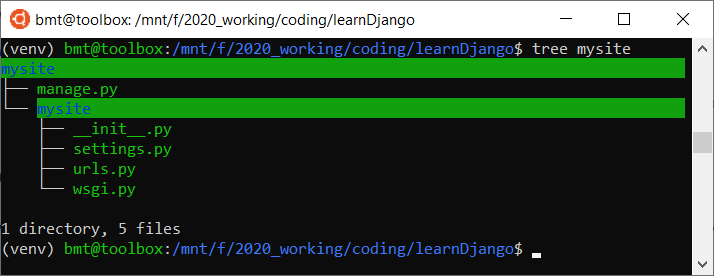 bmt@toolbox: /mnt/f/2020_working/coding/learnDjango
(venv) bmt@toolbox:/mnt/f/2020_working/coding/learnDjango$ tree mysite
mysite
├── manage.py
└── mysite
    ├── __init__.py
    ├── settings.py
    ├── urls.py
    └── wsgi.py

1 directory, 5 files
(venv) bmt@toolbox:/mnt/f/2020_working/coding/learnDjango$